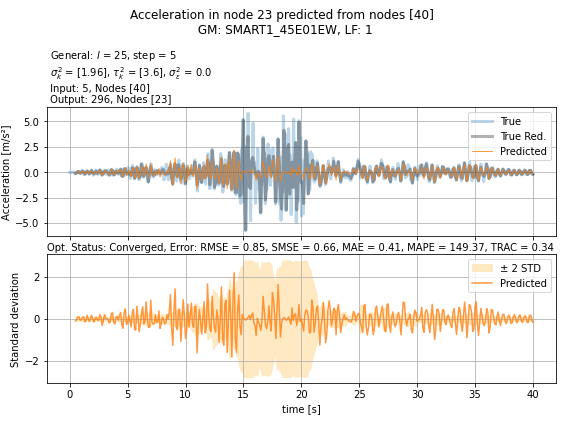 Acceleration in node 23 predicted from nodes [40]
GM: SMART1_45E01EW, LF: 1
General: l = 25, step = 5
σ²ₖ = [1.96], τ²ₖ = [3.6], σ²ₑ = 0.0
Input: 5, Nodes [40]
Output: 296, Nodes [23]
Acceleration [m/s²]
5.0
2.5
0.0
−2.5
−5.0
True
True Red.
Predicted
Opt. Status: Converged, Error: RMSE = 0.85, SMSE = 0.66, MAE = 0.41, MAPE = 149.37, TRAC = 0.34
Standard deviation
2
0
−2
± 2 STD
Predicted
0 5 10 15 20 25 30 35 40
time [s]